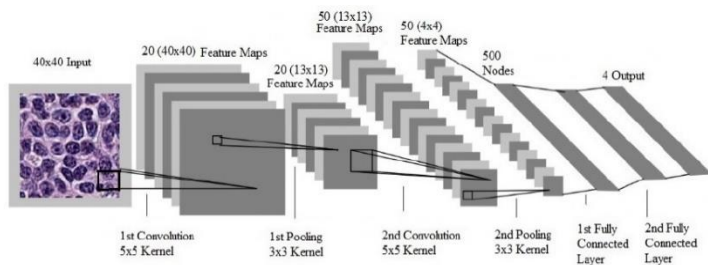 40x40 Input
20 (40x40) Feature Maps
20 (13x13)
Feature Maps
50 (13x13)
Feature Maps
50 (4x4)
Feature Maps
500
Nodes
4 Output
1st Convolution
5x5 Kernel
1st Pooling
3x3 Kernel
2nd Convolution
5x5 Kernel
2nd Pooling
3x3 Kernel
1st Fully
Connected
Layer
2nd Fully
Connected
Layer